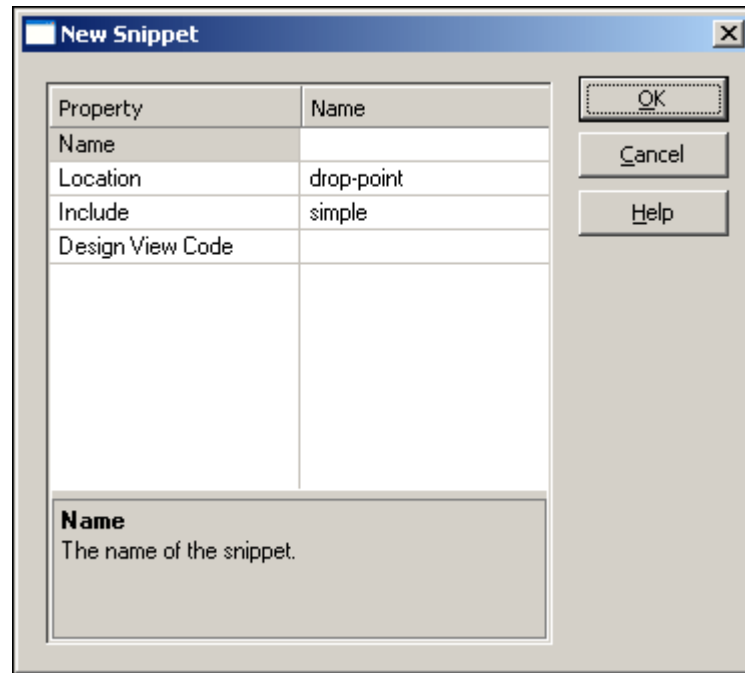 New Snippet
Property Name
Name
Location drop-point
Include simple
Design View Code
Name
The name of the snippet.
OK
Cancel
Help